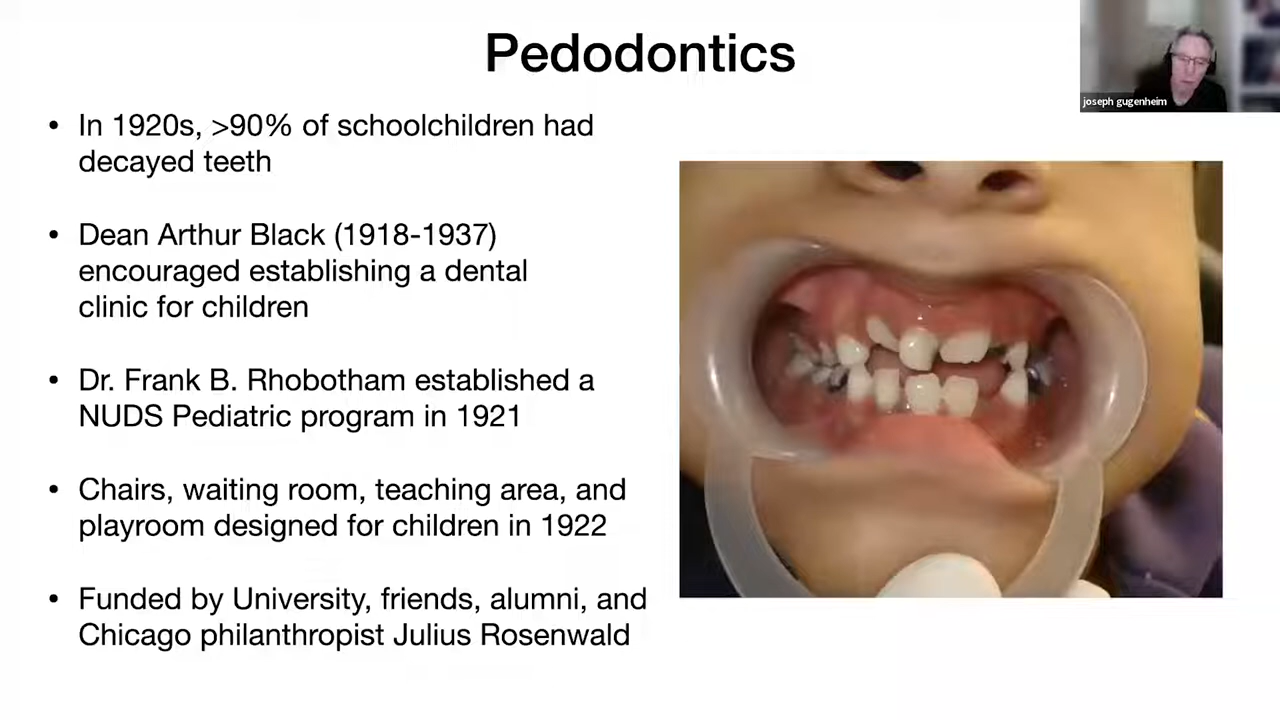 Pedodontics
joseph gugenheim
• In 1920s, >90% of schoolchildren had
decayed teeth
• Dean Arthur Black (1918-1937)
encouraged establishing a dental
clinic for children
• Dr. Frank B. Rhobotham established a
NUDS Pediatric program in 1921
• Chairs, waiting room, teaching area, and
playroom designed for children in 1922
• Funded by University, friends, alumni, and
Chicago philanthropist Julius Rosenwald